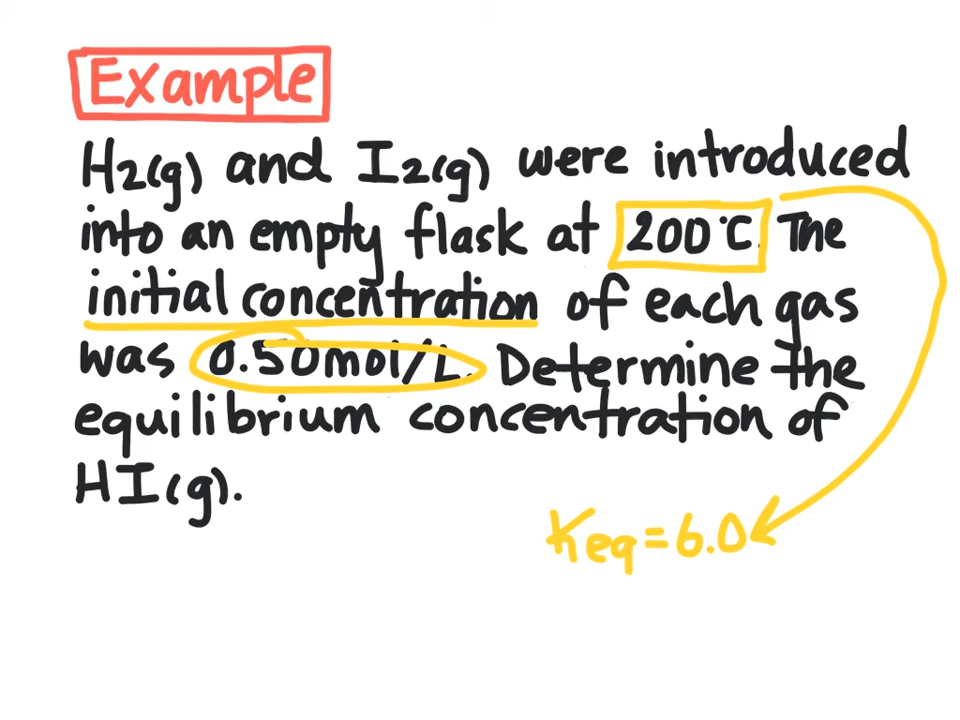 Example
H2(g) and I2(g) were introduced
into an empty flask at 200°C. The
initial concentration of each gas
was 0.50mol/L. Determine the
equilibrium concentration of
HI(g).
Keq=6.0